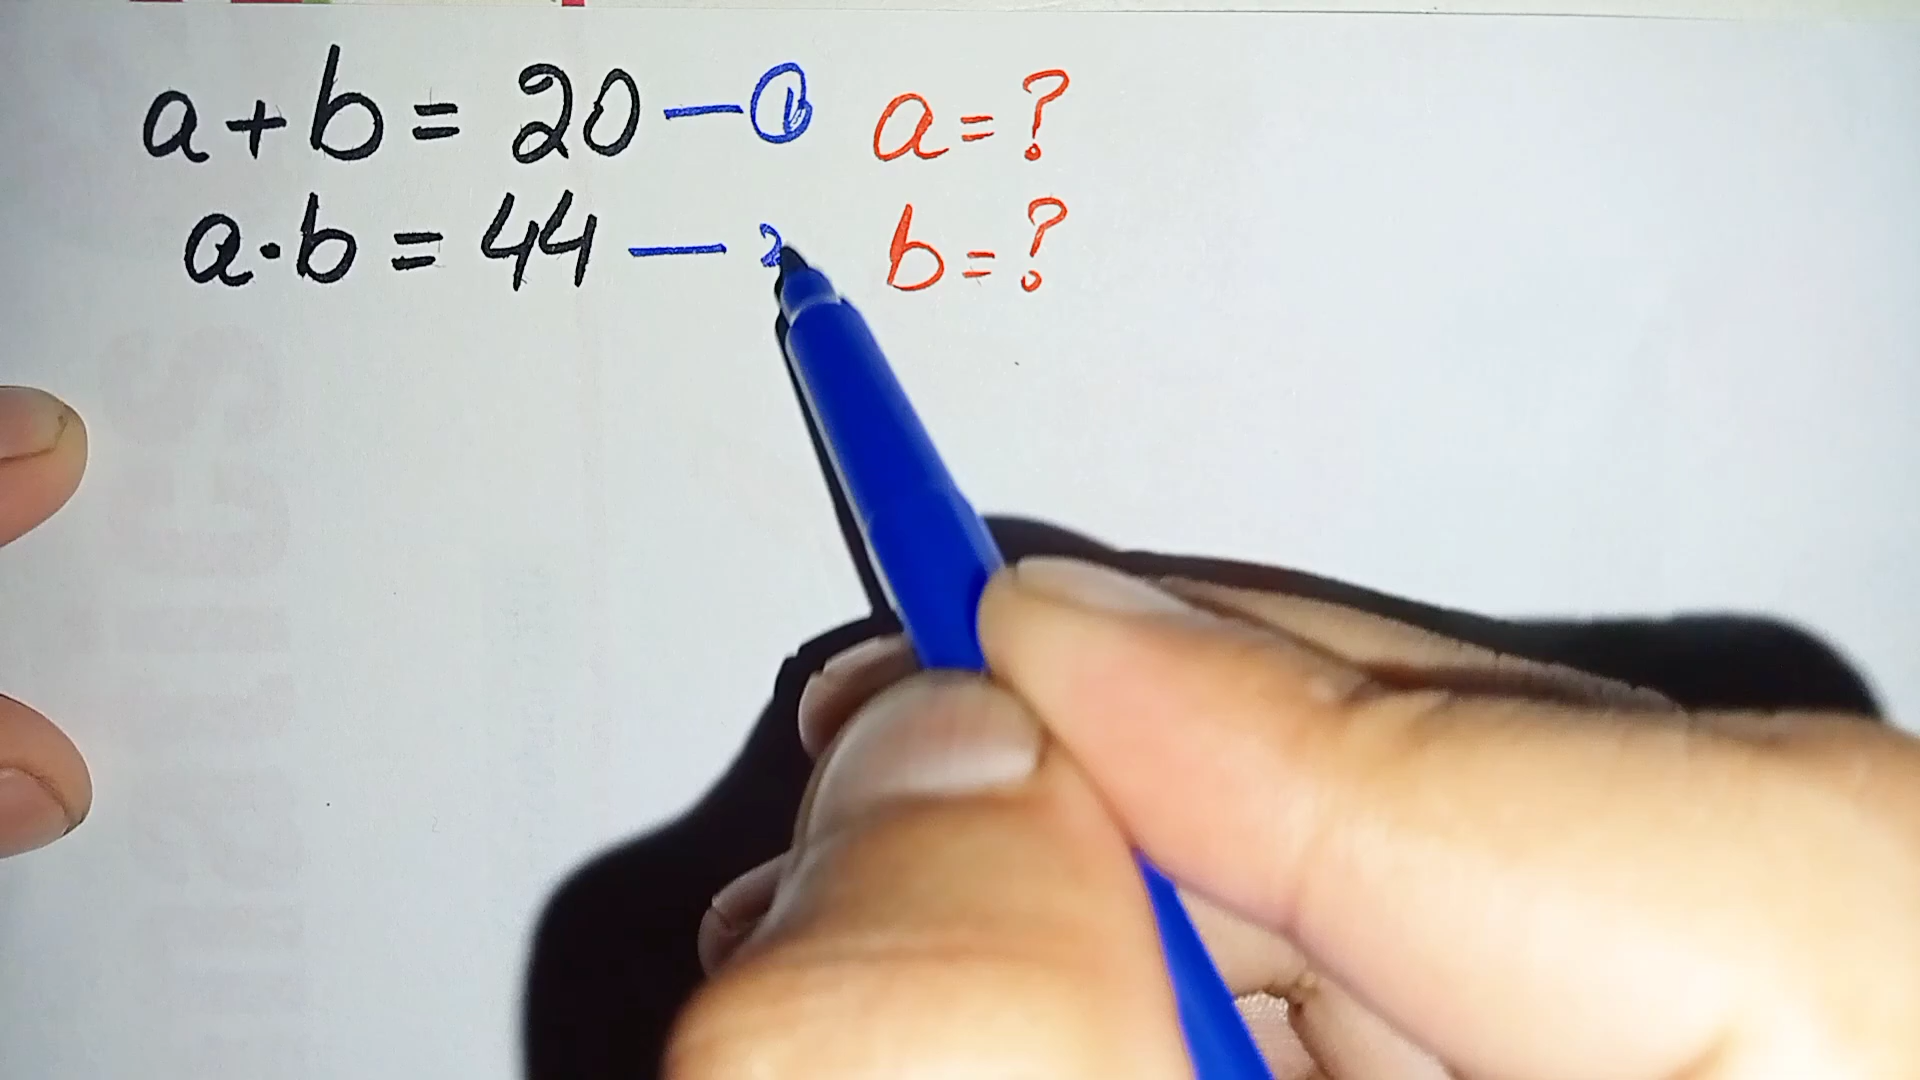 a+b = 20 — ① a = ?
a·b = 44 — 2 b = ?